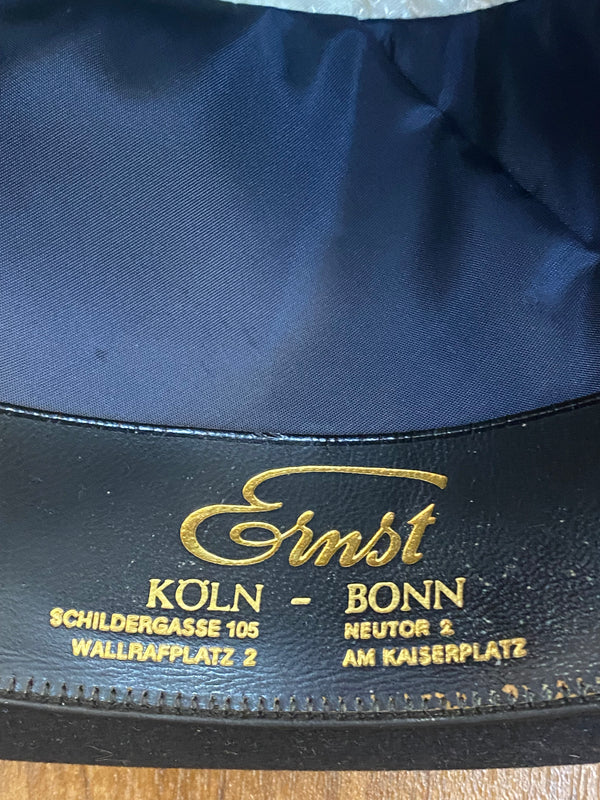 Ernst
KÖLN - BONN
SCHILDERGASSE 105 NEUTOR 2
WALLRAFPLATZ 2 AM KAISERPLATZ